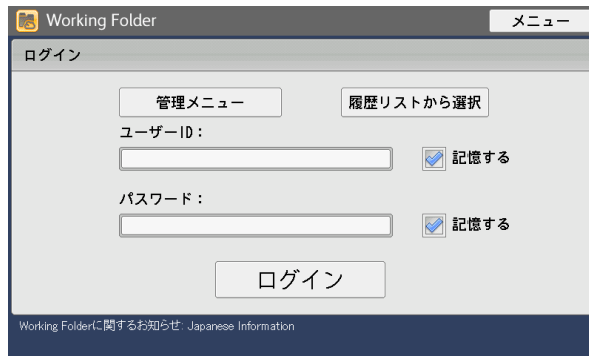 Working Folder
メニュー
ログイン
管理メニュー
履歴リストから選択
ユーザーID：
記憶する
パスワード：
記憶する
ログイン
Working Folderに関するお知らせ: Japanese Information